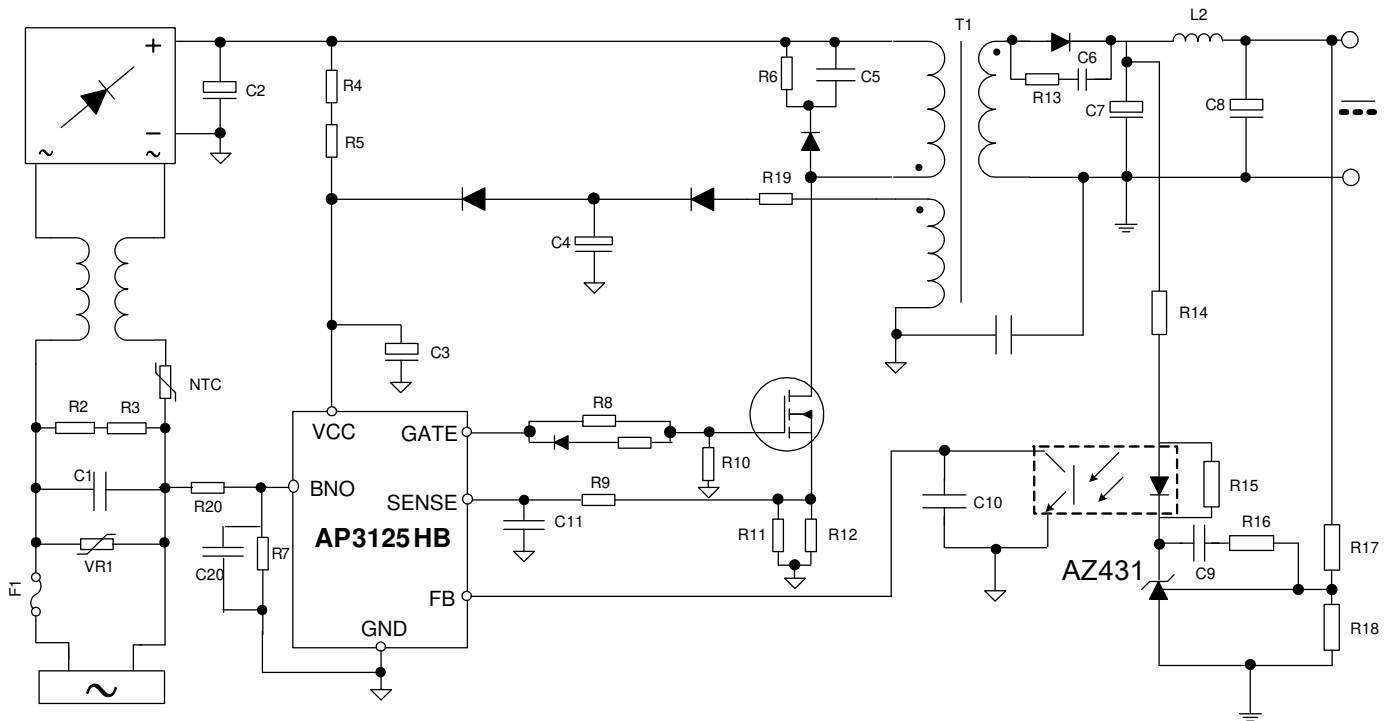 T1
L2
+
C2
R4
R6
C5
C6
R13
C7
C8
−
~ ~
R5
R19
C4
R14
C3
NTC
R2 R3
R8
VCC
GATE
R10
C1
R20
BNO
SENSE
R9
C11
R11
R12
C10
R15
R16
C9
R17
AP3125HB
VR1
C20
R7
F1
FB
AZ431
R18
GND
~